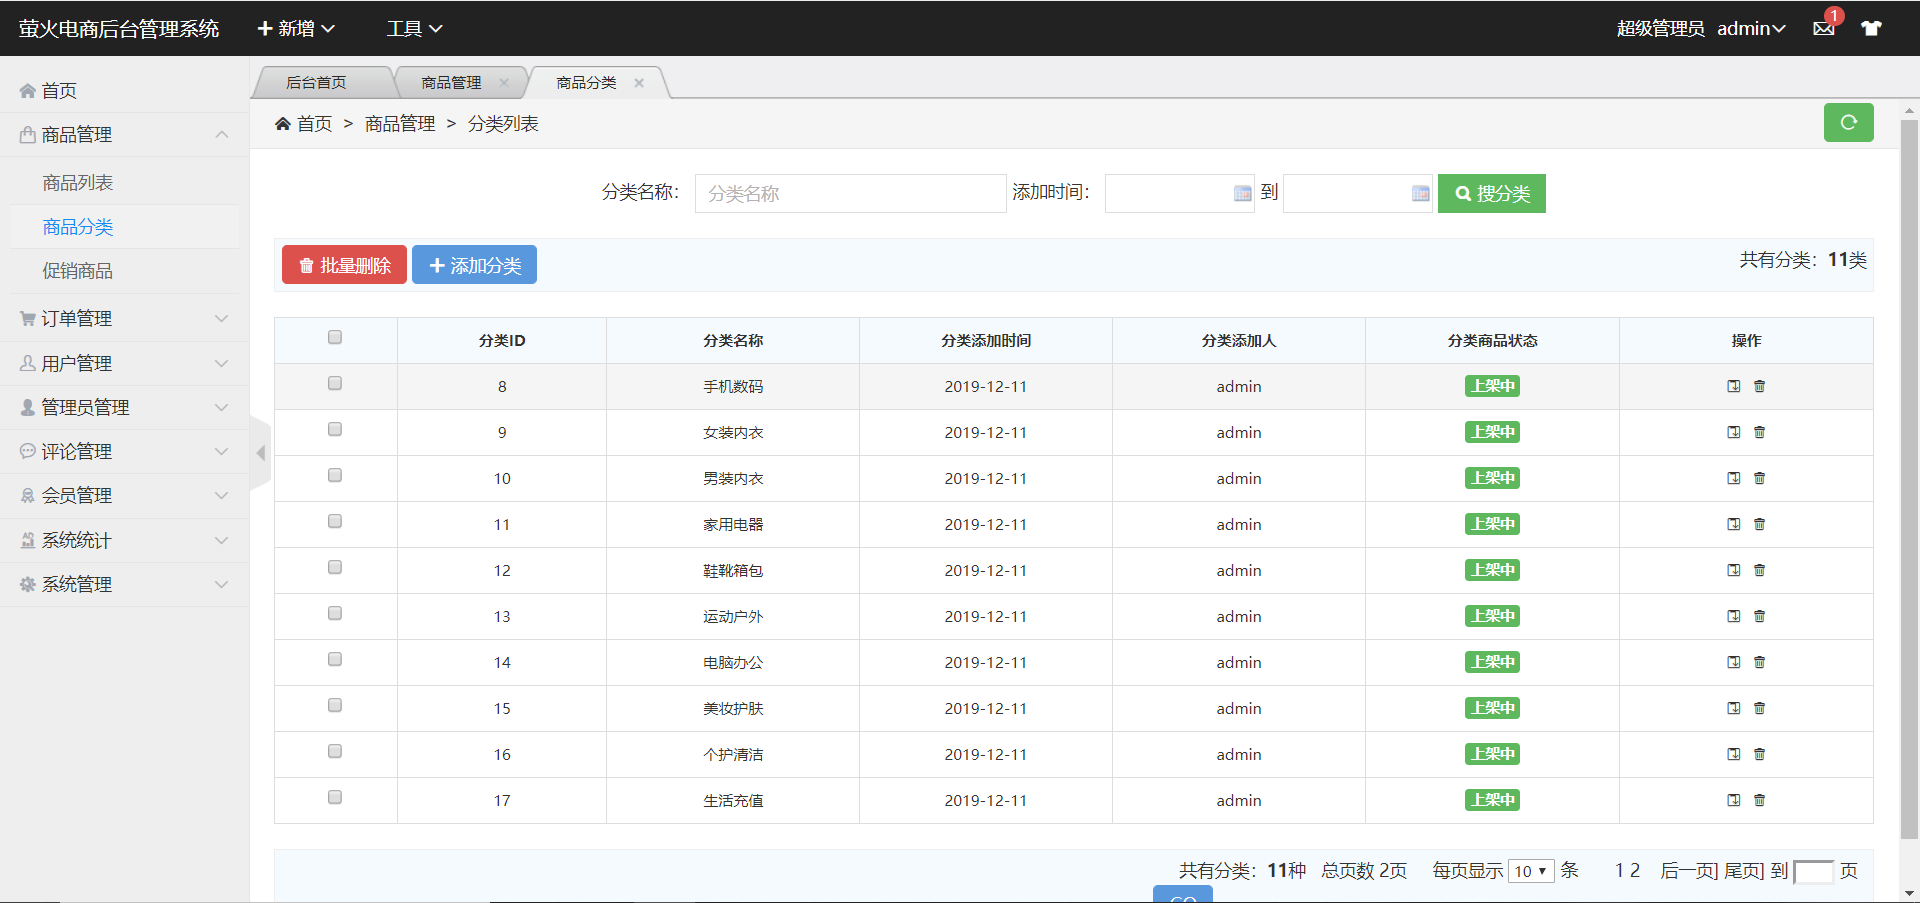 萤火电商后台管理系统 新增 工具 超级管理员 admin 1
首页
商品管理
商品列表
商品分类
促销商品
订单管理
用户管理
管理员管理
评论管理
会员管理
系统统计
系统管理
后台首页 商品管理 商品分类
首页 > 商品管理 > 分类列表
分类名称： 分类名称 添加时间： 到 搜分类
批量删除 添加分类 共有分类：11类
分类ID 分类名称 分类添加时间 分类添加人 分类商品状态 操作
8 手机数码 2019-12-11 admin 上架中
9 女装内衣 2019-12-11 admin 上架中
10 男装内衣 2019-12-11 admin 上架中
11 家用电器 2019-12-11 admin 上架中
12 鞋靴箱包 2019-12-11 admin 上架中
13 运动户外 2019-12-11 admin 上架中
14 电脑办公 2019-12-11 admin 上架中
15 美妆护肤 2019-12-11 admin 上架中
16 个护清洁 2019-12-11 admin 上架中
17 生活充值 2019-12-11 admin 上架中
共有分类：11种 总页数 2页 每页显示 10 条 1 2 后一页] 尾页] 到 页
GO